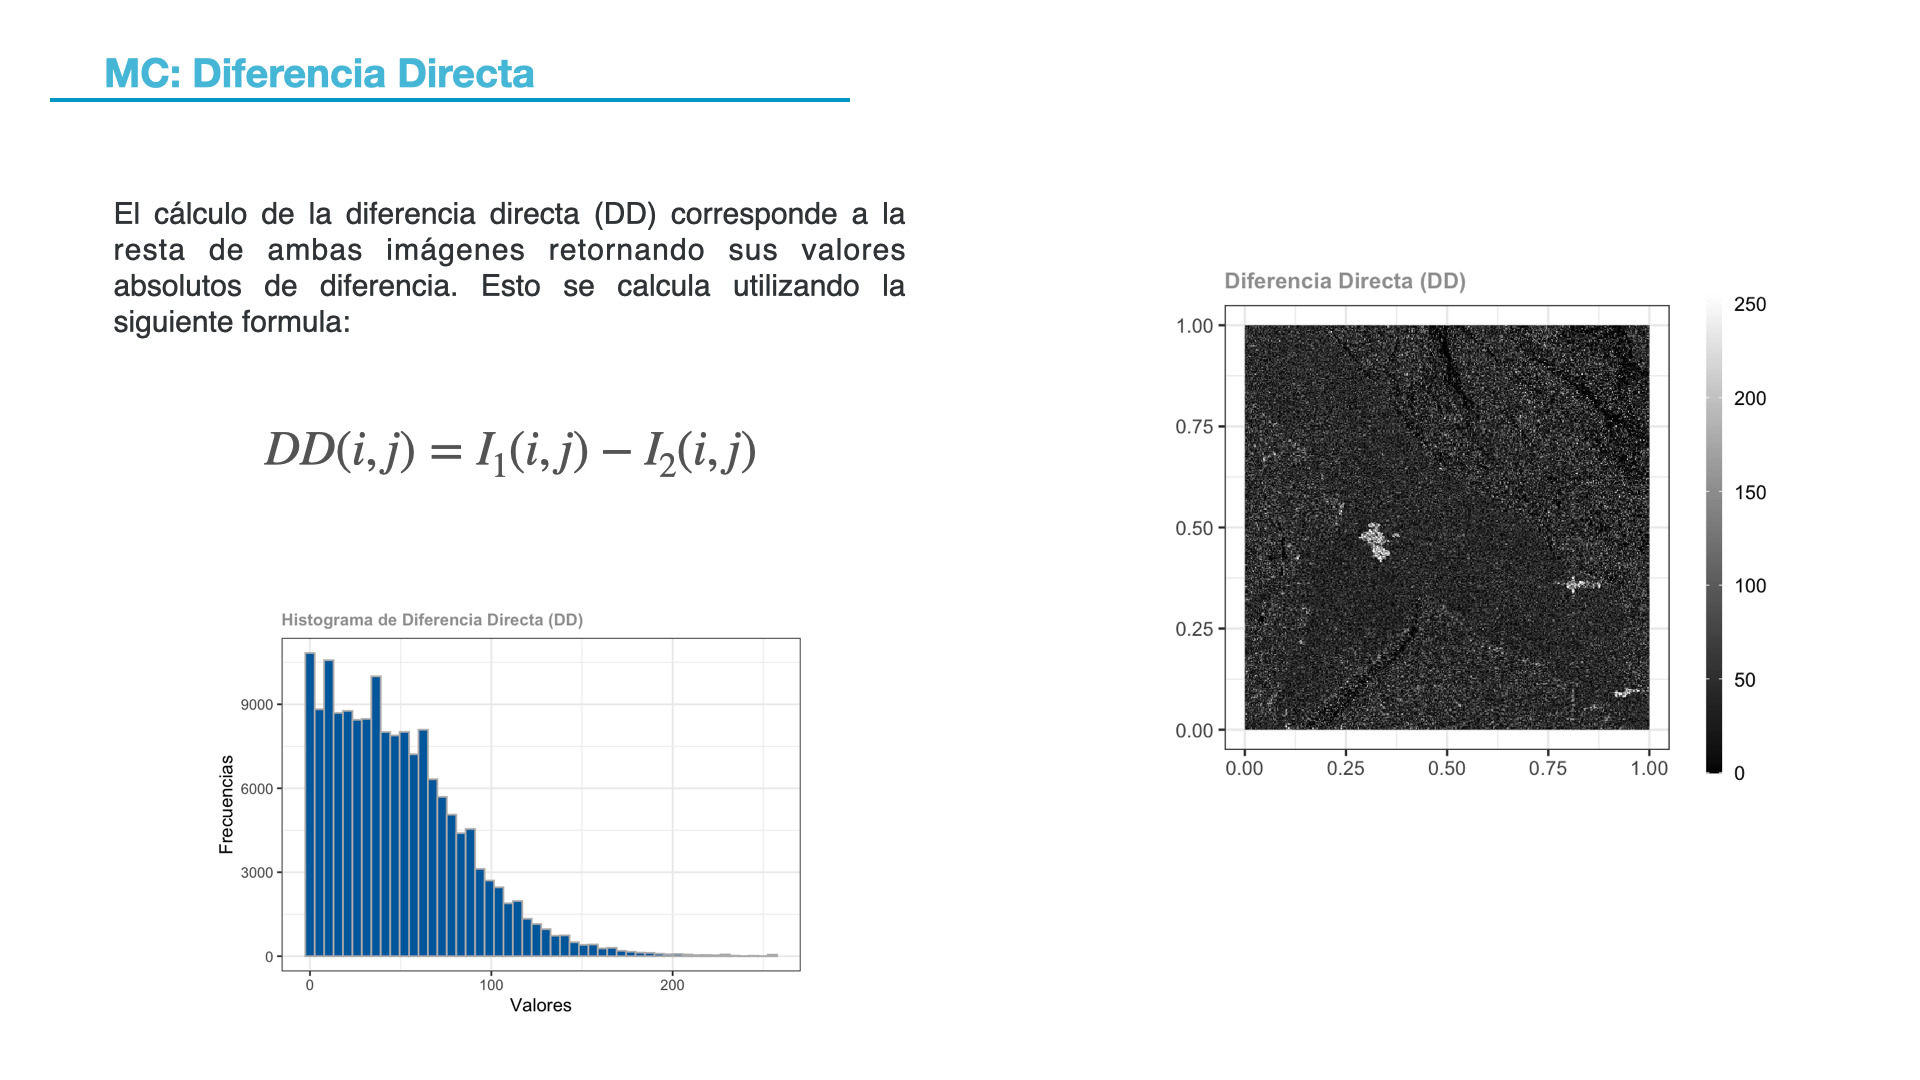 MC: Diferencia Directa
El cálculo de la diferencia directa (DD) corresponde a la
resta de ambas imágenes retornando sus valores
absolutos de diferencia. Esto se calcula utilizando la
siguiente formula:
DD(i,j) = I₁(i,j) − I₂(i,j)
Histograma de Diferencia Directa (DD)
9000
6000
3000
0
Frecuencias
0 100 200
Valores
Diferencia Directa (DD)
1.00
0.75
0.50
0.25
0.00
0.00 0.25 0.50 0.75 1.00
250
200
150
100
50
0